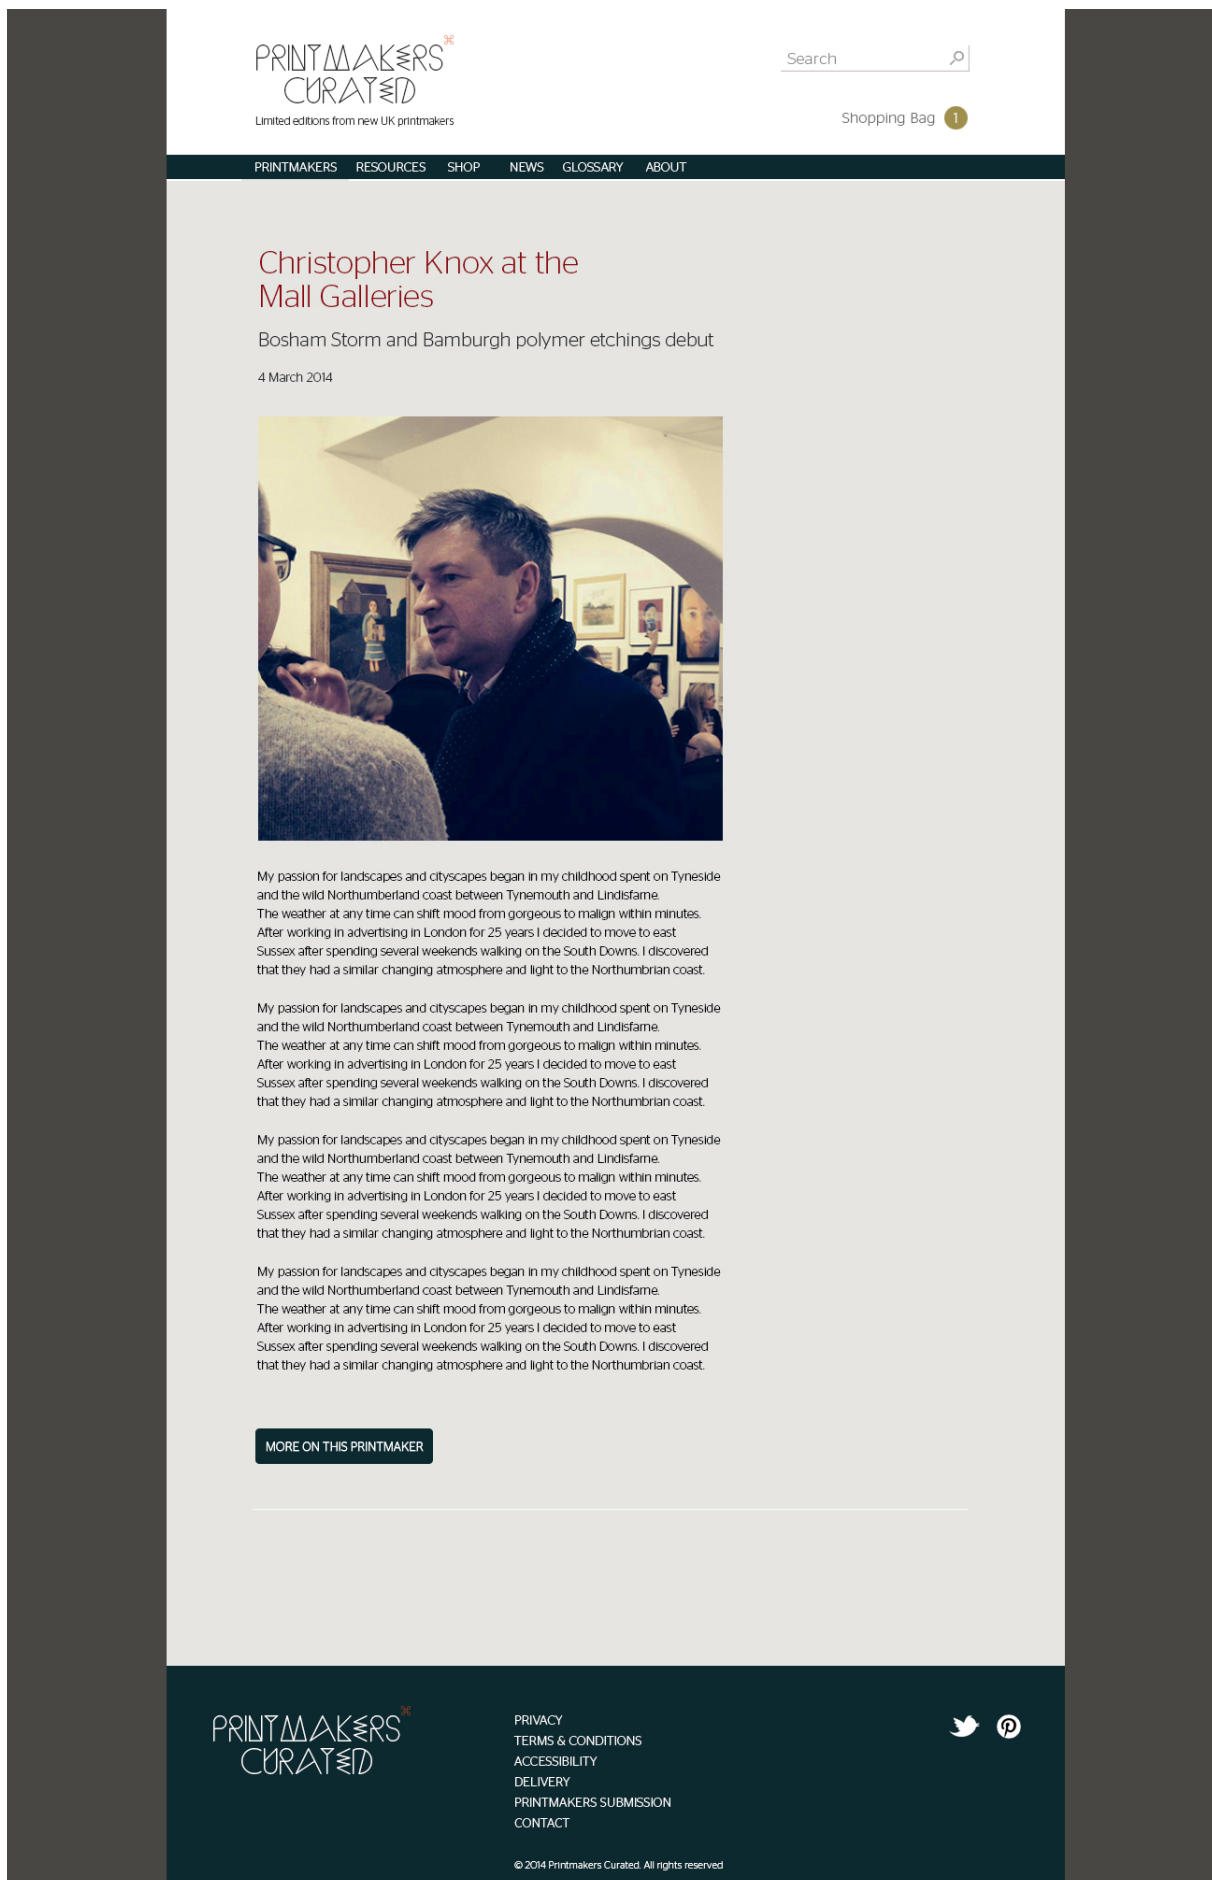 PRINTMAKERS
CURATED
Limited editions from new UK printmakers
Search
Shopping Bag 1
PRINTMAKERS RESOURCES SHOP NEWS GLOSSARY ABOUT
Christopher Knox at the
Mall Galleries
Bosham Storm and Bamburgh polymer etchings debut
4 March 2014
My passion for landscapes and cityscapes began in my childhood spent on Tyneside
and the wild Northumberland coast between Tynemouth and Lindisfarne.
The weather at any time can shift mood from gorgeous to malign within minutes.
After working in advertising in London for 25 years I decided to move to east
Sussex after spending several weekends walking on the South Downs. I discovered
that they had a similar changing atmosphere and light to the Northumbrian coast.
My passion for landscapes and cityscapes began in my childhood spent on Tyneside
and the wild Northumberland coast between Tynemouth and Lindisfarne.
The weather at any time can shift mood from gorgeous to malign within minutes.
After working in advertising in London for 25 years I decided to move to east
Sussex after spending several weekends walking on the South Downs. I discovered
that they had a similar changing atmosphere and light to the Northumbrian coast.
My passion for landscapes and cityscapes began in my childhood spent on Tyneside
and the wild Northumberland coast between Tynemouth and Lindisfarne.
The weather at any time can shift mood from gorgeous to malign within minutes.
After working in advertising in London for 25 years I decided to move to east
Sussex after spending several weekends walking on the South Downs. I discovered
that they had a similar changing atmosphere and light to the Northumbrian coast.
My passion for landscapes and cityscapes began in my childhood spent on Tyneside
and the wild Northumberland coast between Tynemouth and Lindisfarne.
The weather at any time can shift mood from gorgeous to malign within minutes.
After working in advertising in London for 25 years I decided to move to east
Sussex after spending several weekends walking on the South Downs. I discovered
that they had a similar changing atmosphere and light to the Northumbrian coast.
MORE ON THIS PRINTMAKER
PRINTMAKERS
CURATED
PRIVACY
TERMS & CONDITIONS
ACCESSIBILITY
DELIVERY
PRINTMAKERS SUBMISSION
CONTACT
© 2014 Printmakers Curated. All rights reserved